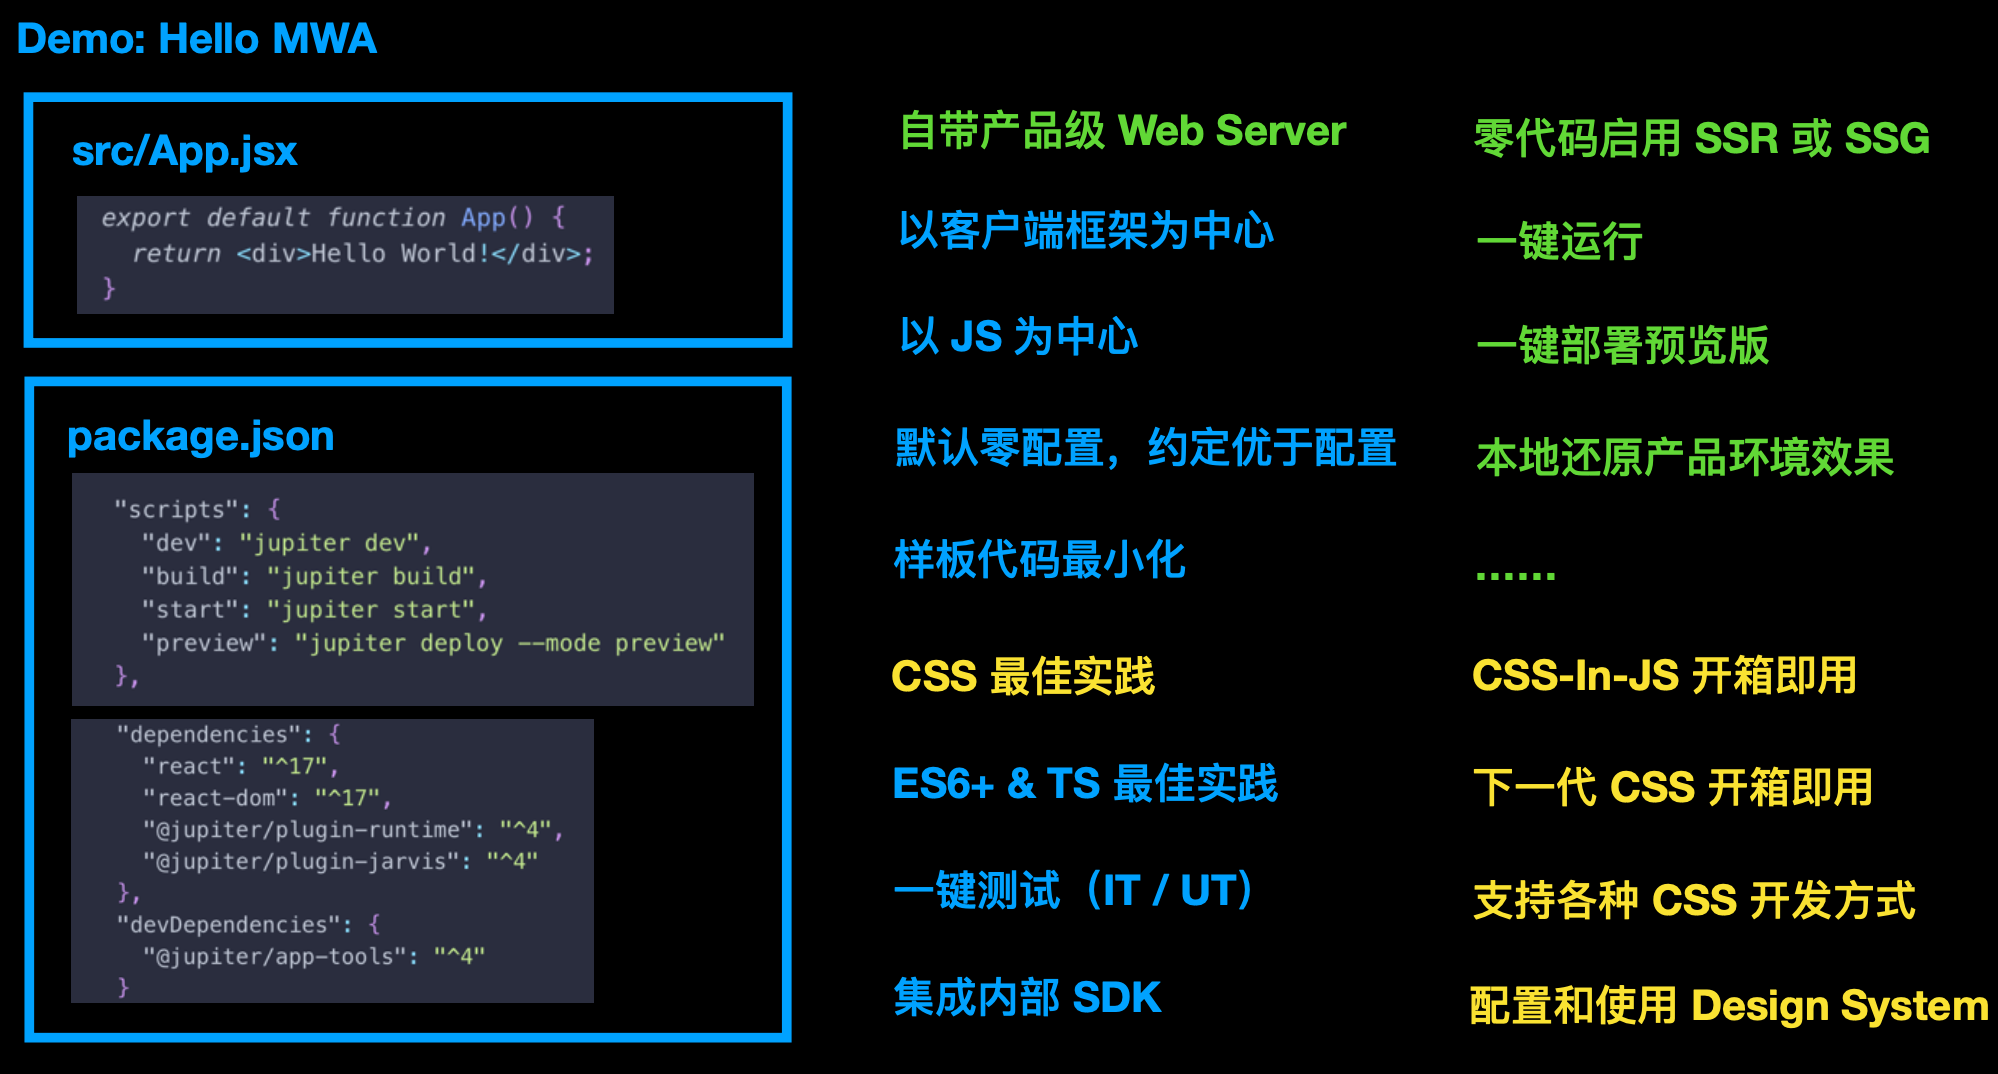 Demo: Hello MWA
src/App.jsx
export default function App() {
  return <div>Hello World!</div>;
}
package.json
"scripts": {
  "dev": "jupiter dev",
  "build": "jupiter build",
  "start": "jupiter start",
  "preview": "jupiter deploy --mode preview"
},
"dependencies": {
  "react": "^17",
  "react-dom": "^17",
  "@jupiter/plugin-runtime": "^4",
  "@jupiter/plugin-jarvis": "^4"
},
"devDependencies": {
  "@jupiter/app-tools": "^4"
}
自带产品级 Web Server
以客户端框架为中心
以 JS 为中心
默认零配置，约定优于配置
样板代码最小化
CSS 最佳实践
ES6+ & TS 最佳实践
一键测试（IT / UT）
集成内部 SDK
零代码启用 SSR 或 SSG
一键运行
一键部署预览版
本地还原产品环境效果
......
CSS-In-JS 开箱即用
下一代 CSS 开箱即用
支持各种 CSS 开发方式
配置和使用 Design System